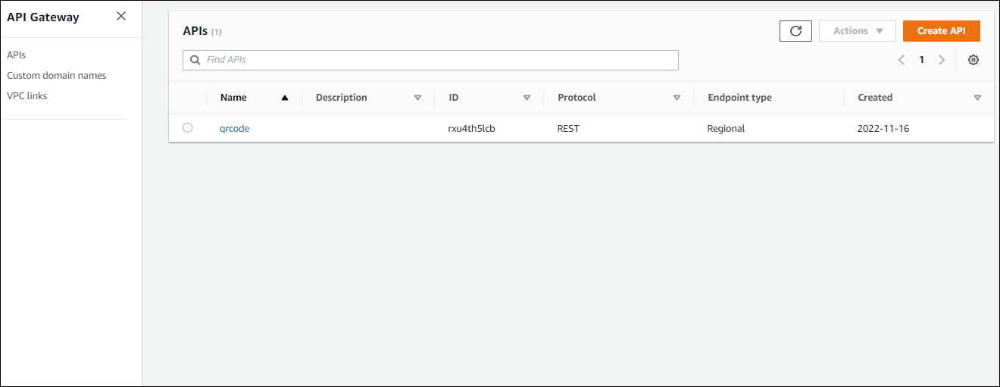 API Gateway
APIs
Custom domain names
VPC links
APIs (1)
Actions
Create API
Find APIs
1
Name Description ID Protocol Endpoint type Created
qrcode rxu4th5lcb REST Regional 2022-11-16